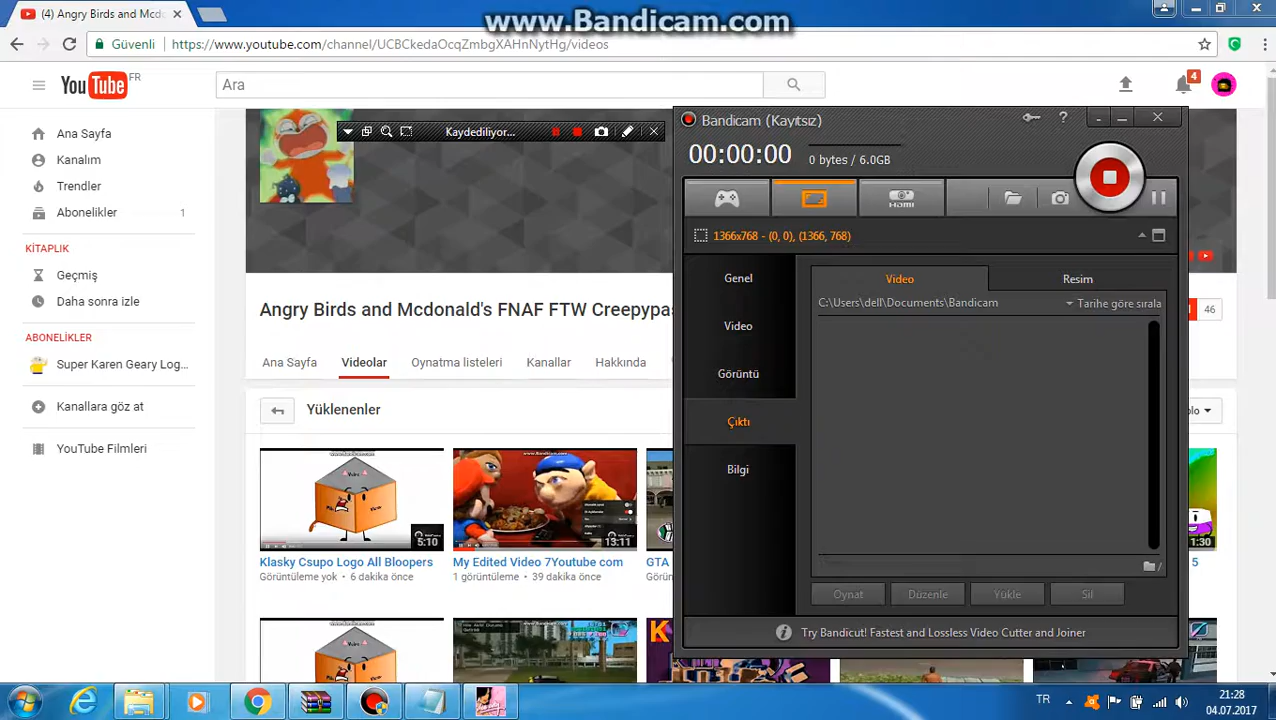 www.Bandicam.com
(4) Angry Birds and Mcdo
Güvenli
https://www.youtube.com/channel/UCBCkedaOcqZmbgXAHnNytHg/videos
YouTube FR
Ara
4
Ana Sayfa
Kanalım
Trendler
Abonelikler 1
KİTAPLIK
Geçmiş
Daha sonra izle
ABONELİKLER
Super Karen Geary Log...
Kanallara göz at
YouTube Filmleri
Kaydediliyor...
Angry Birds and Mcdonald's FNAF FTW Creepypas
46
Ana Sayfa
Videolar
Oynatma listeleri
Kanallar
Hakkında
Yüklenenler
5:10
Klasky Csupo Logo All Bloopers
Görüntüleme yok • 6 dakika önce
13:11
My Edited Video 7Youtube com
1 görüntüleme • 39 dakika önce
GTA
Görün
1:30
5
Bandicam (Kayıtsız)
00:00:00
0 bytes / 6.0GB
HDMI
1366x768 - (0, 0), (1366, 768)
Genel
Video
Görüntü
Çıktı
Bilgi
Video
Resim
C:\Users\dell\Documents\Bandicam
Tarihe göre sırala
Oynat
Düzenle
Yükle
Sil
Try Bandicut! Fastest and Lossless Video Cutter and Joiner
TR
21:28
04.07.2017